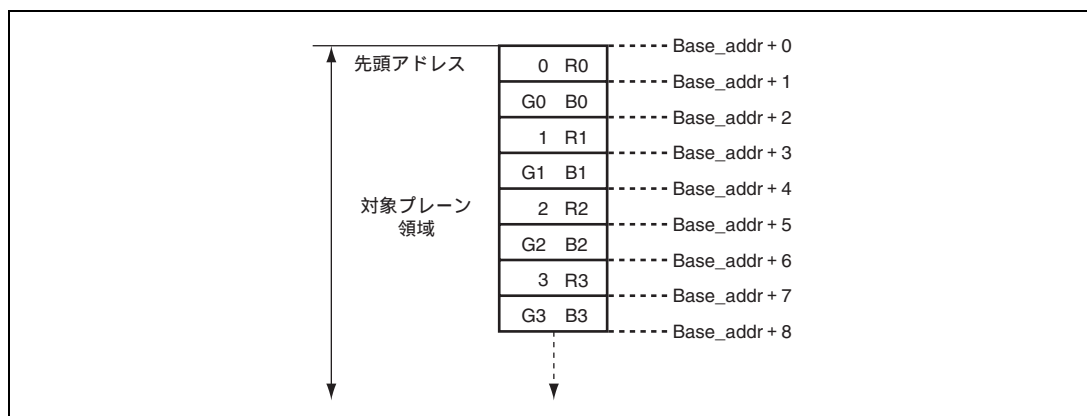 Base_addr + 0
先頭アドレス
0 R0
Base_addr + 1
G0 B0
Base_addr + 2
1 R1
Base_addr + 3
G1 B1
Base_addr + 4
対象プレーン
領域
2 R2
Base_addr + 5
G2 B2
Base_addr + 6
3 R3
Base_addr + 7
G3 B3
Base_addr + 8